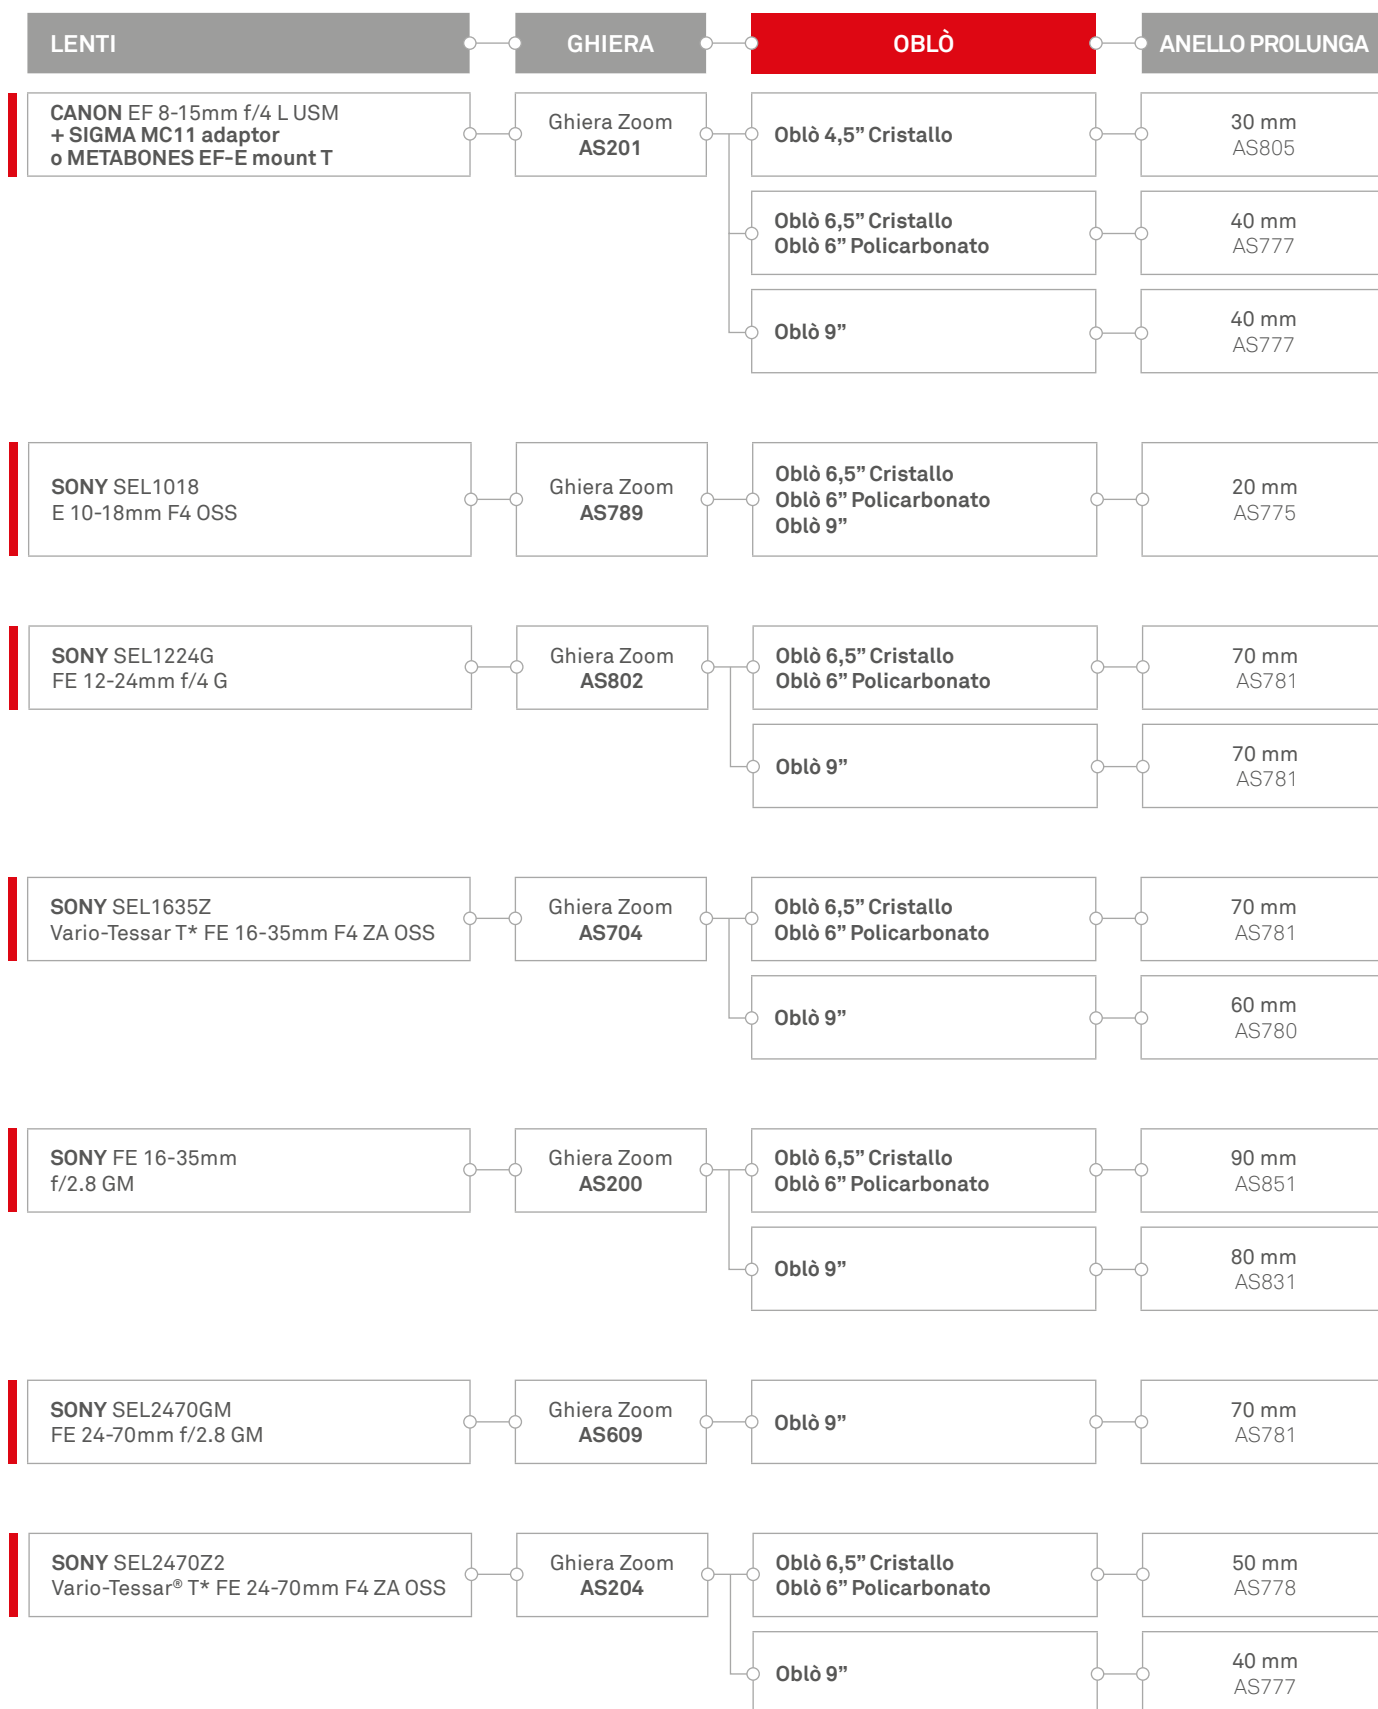 LENTI
GHIERA
OBLÒ
ANELLO PROLUNGA
CANON EF 8-15mm f/4 L USM
+ SIGMA MC11 adaptor
o METABONES EF-E mount T
Ghiera Zoom
AS201
Oblò 4,5” Cristallo
30 mm
AS805
Oblò 6,5” Cristallo
Oblò 6” Policarbonato
40 mm
AS777
Oblò 9”
40 mm
AS777
SONY SEL1018
E 10-18mm F4 OSS
Ghiera Zoom
AS789
Oblò 6,5” Cristallo
Oblò 6” Policarbonato
Oblò 9”
20 mm
AS775
SONY SEL1224G
FE 12-24mm f/4 G
Ghiera Zoom
AS802
Oblò 6,5” Cristallo
Oblò 6” Policarbonato
70 mm
AS781
Oblò 9”
70 mm
AS781
SONY SEL1635Z
Vario-Tessar T* FE 16-35mm F4 ZA OSS
Ghiera Zoom
AS704
Oblò 6,5” Cristallo
Oblò 6” Policarbonato
70 mm
AS781
Oblò 9”
60 mm
AS780
SONY FE 16-35mm
f/2.8 GM
Ghiera Zoom
AS200
Oblò 6,5” Cristallo
Oblò 6” Policarbonato
90 mm
AS851
Oblò 9”
80 mm
AS831
SONY SEL2470GM
FE 24-70mm f/2.8 GM
Ghiera Zoom
AS609
Oblò 9”
70 mm
AS781
SONY SEL2470Z2
Vario-Tessar® T* FE 24-70mm F4 ZA OSS
Ghiera Zoom
AS204
Oblò 6,5” Cristallo
Oblò 6” Policarbonato
50 mm
AS778
Oblò 9”
40 mm
AS777